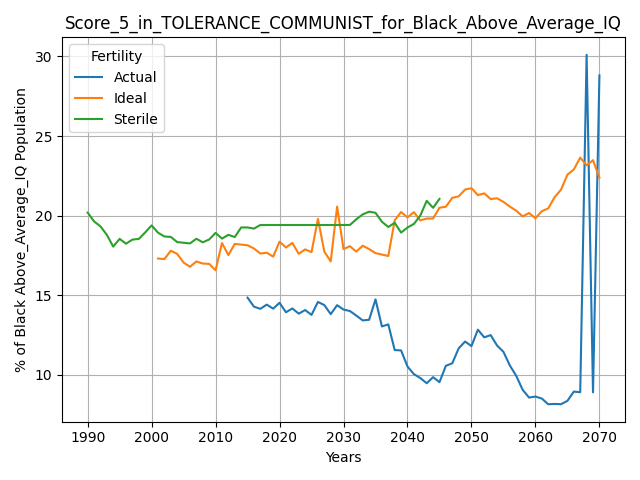 Score_5_in_TOLERANCE_COMMUNIST_for_Black_Above_Average_IQ
Fertility
Actual
Ideal
Sterile
% of Black Above_Average_IQ Population
30
25
20
15
10
1990 2000 2010 2020 2030 2040 2050 2060 2070
Years